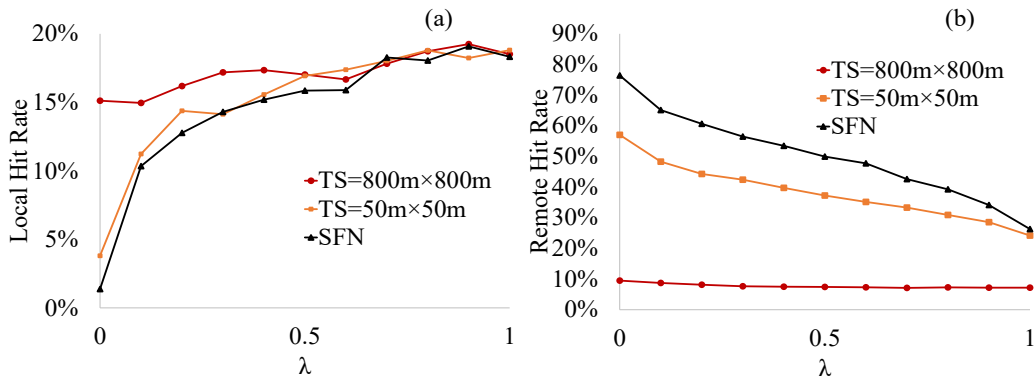 (a)
20%
15%
10%
5%
0%
Local Hit Rate
TS=800m×800m
TS=50m×50m
SFN
0
0.5
1
λ
(b)
90%
80%
70%
60%
50%
40%
30%
20%
10%
0%
Remote Hit Rate
TS=800m×800m
TS=50m×50m
SFN
0
0.5
1
λ